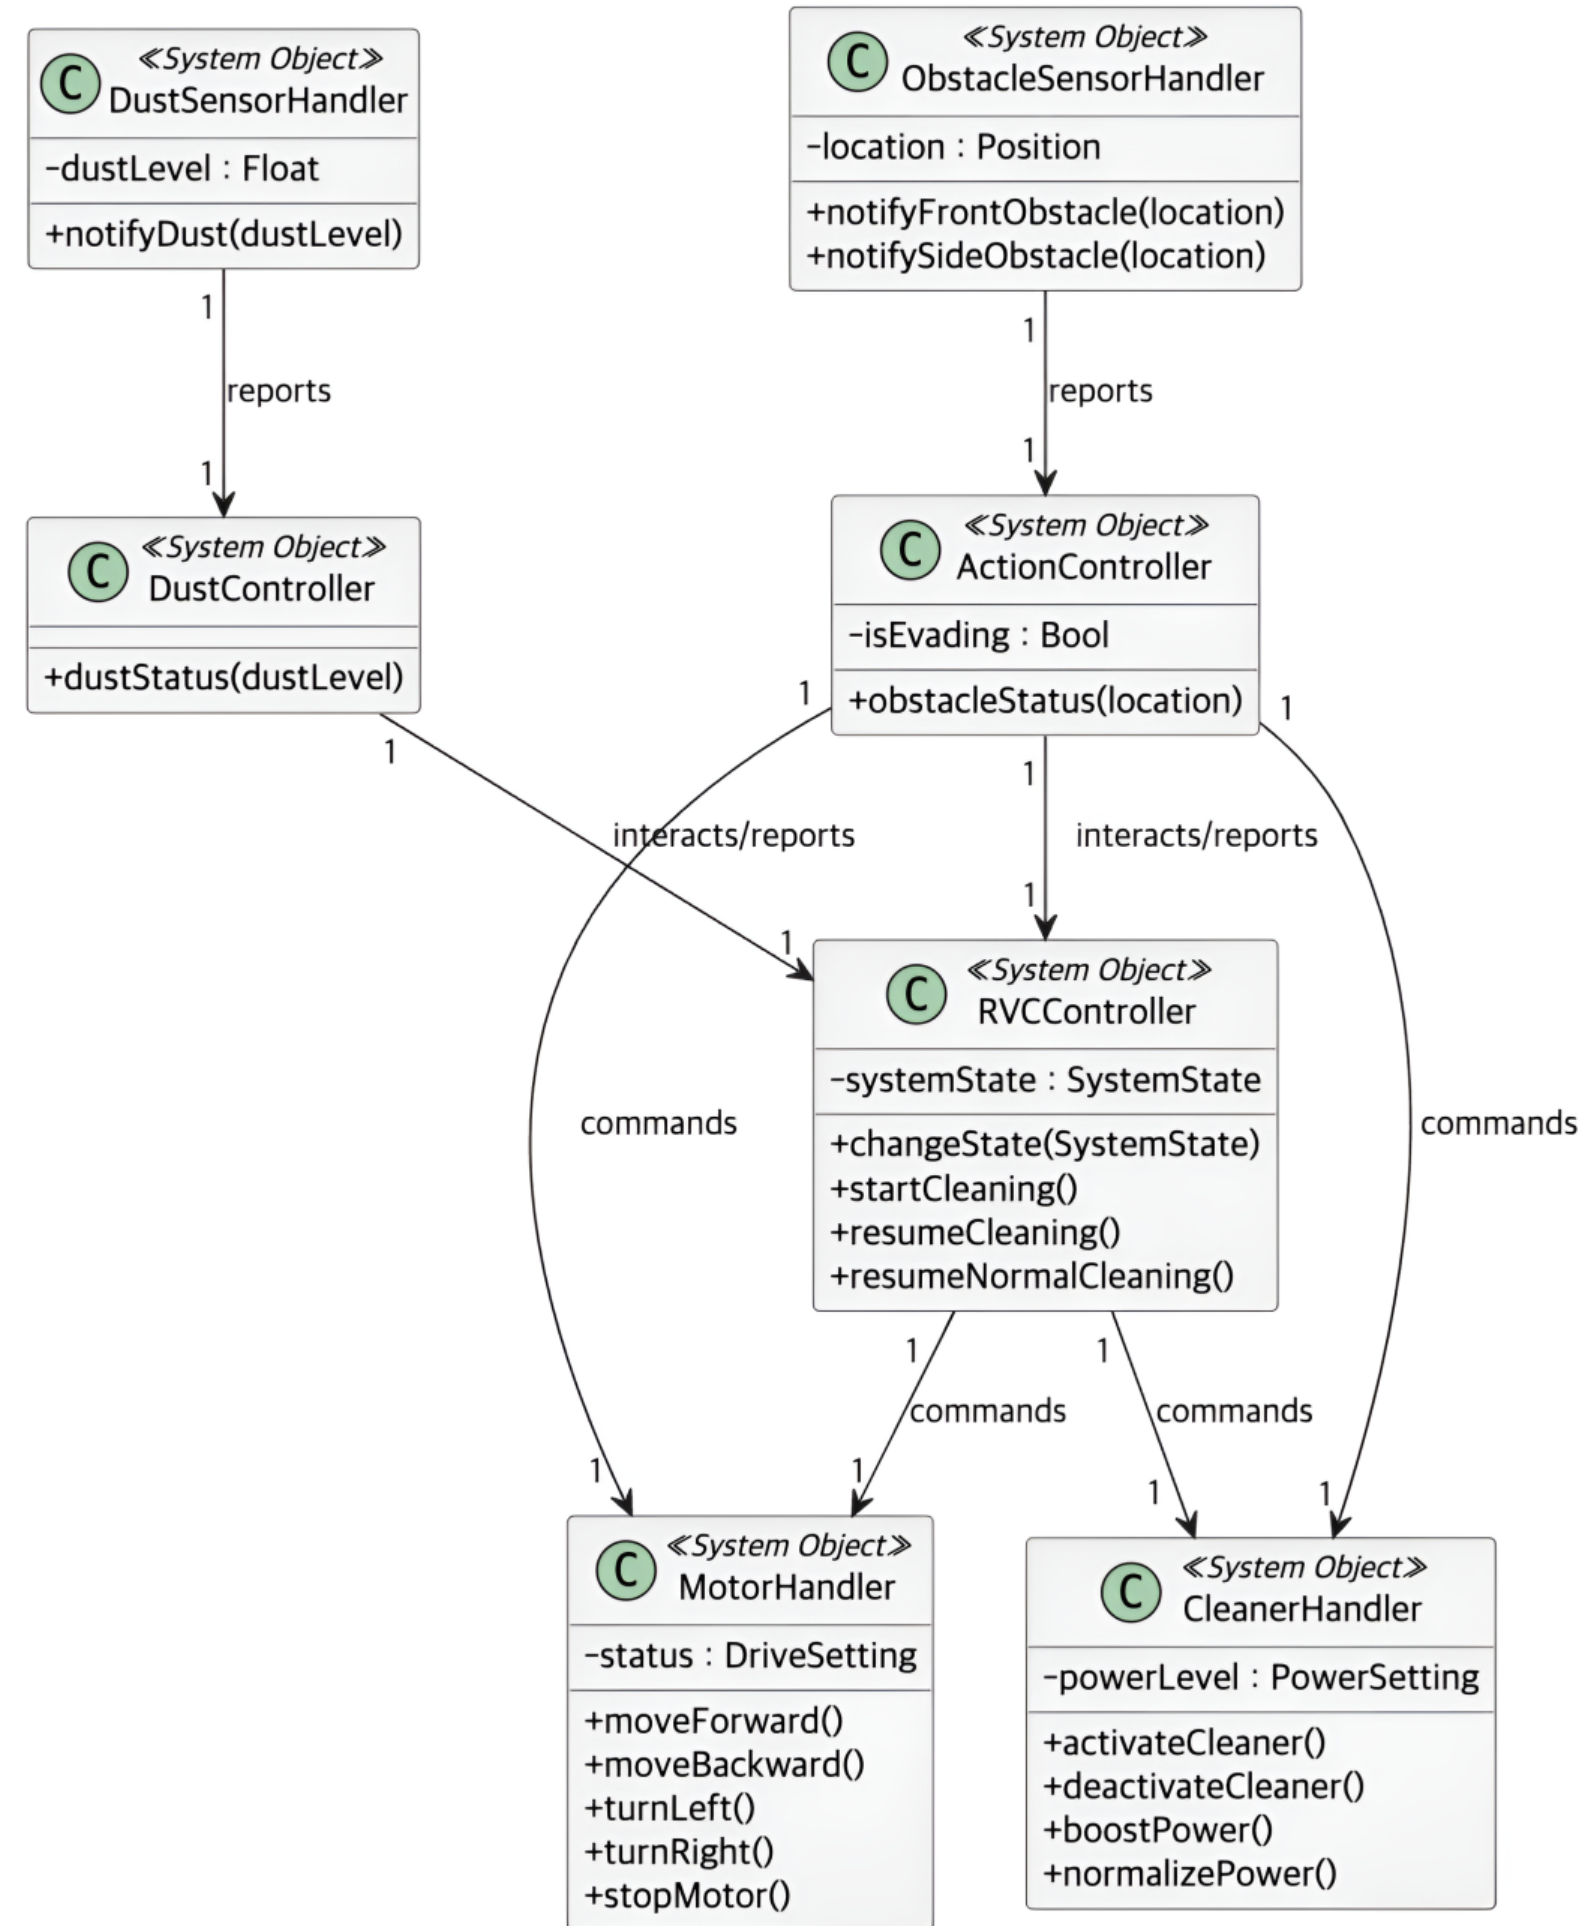 C
≪System Object≫
DustSensorHandler
-dustLevel : Float
+notifyDust(dustLevel)
C
≪System Object≫
ObstacleSensorHandler
-location : Position
+notifyFrontObstacle(location)
+notifySideObstacle(location)
1
reports
1
1
reports
1
C
≪System Object≫
DustController
+dustStatus(dustLevel)
C
≪System Object≫
ActionController
-isEvading : Bool
+obstacleStatus(location)
1
1
1
1
interacts/reports
interacts/reports
1
1
C
≪System Object≫
RVCController
-systemState : SystemState
+changeState(SystemState)
+startCleaning()
+resumeCleaning()
+resumeNormalCleaning()
commands
commands
1
1
commands
commands
1
1
1
1
C
≪System Object≫
MotorHandler
-status : DriveSetting
+moveForward()
+moveBackward()
+turnLeft()
+turnRight()
+stopMotor()
C
≪System Object≫
CleanerHandler
-powerLevel : PowerSetting
+activateCleaner()
+deactivateCleaner()
+boostPower()
+normalizePower()